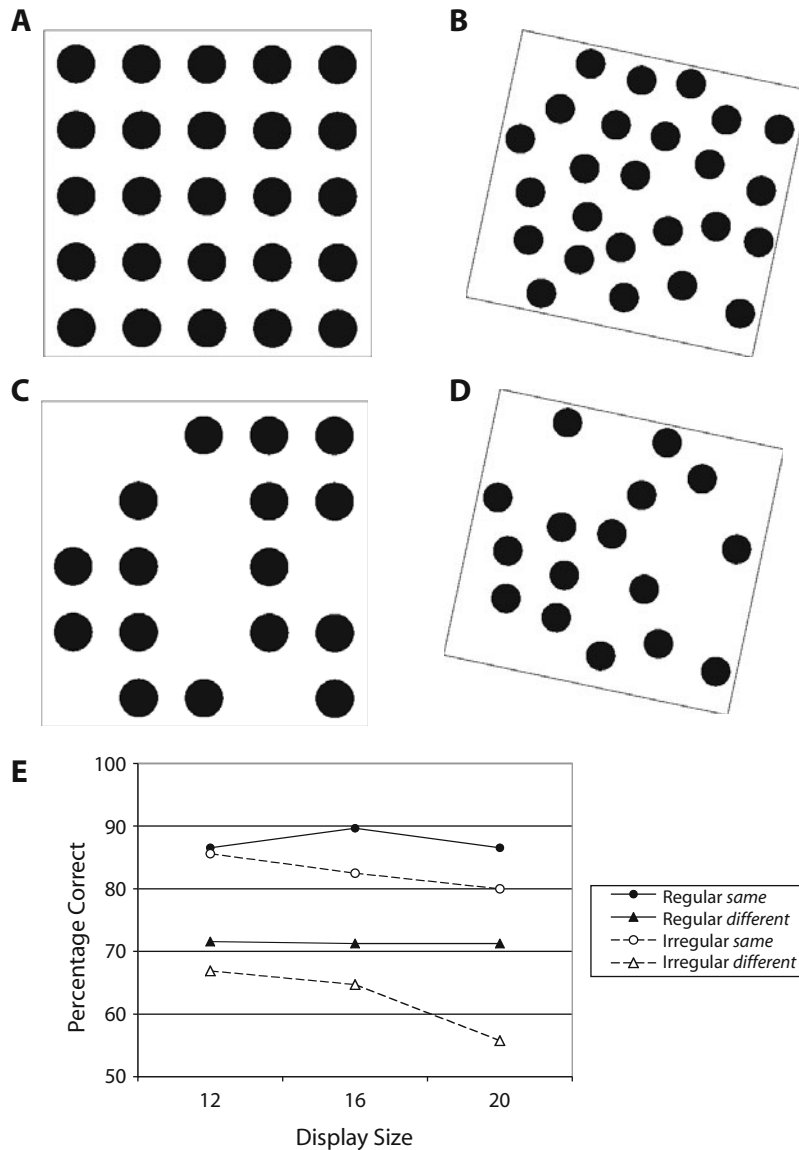 A
B
C
D
E
100
90
80
70
60
50
Percentage Correct
12
16
20
Display Size
Regular same
Regular different
Irregular same
Irregular different